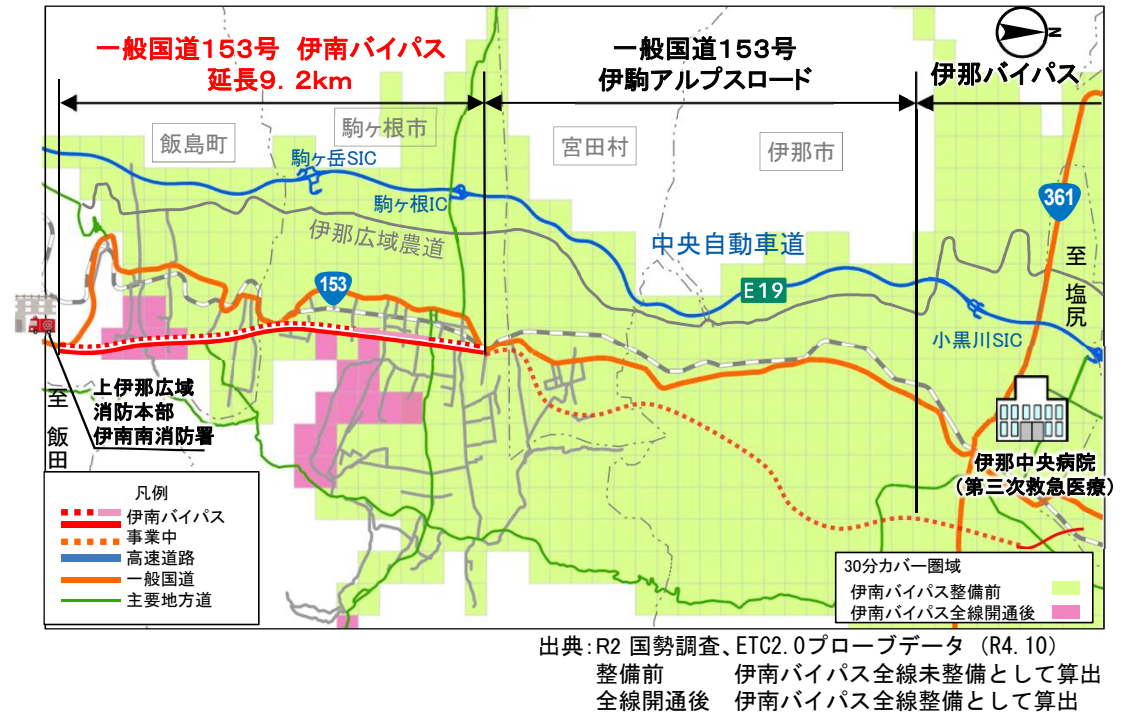 一般国道153号 伊南バイパス
延長9.2km
一般国道153号
伊駒アルプスロード
伊那バイパス
N
飯島町
駒ヶ根市
宮田村
伊那市
駒ヶ岳SIC
駒ヶ根IC
伊那広域農道
中央自動車道
E19
153
361
至塩尻
小黒川SIC
上伊那広域
消防本部
伊南南消防署
至飯田
伊那中央病院
(第三次救急医療)
凡例
伊南バイパス
事業中
高速道路
一般国道
主要地方道
30分カバー圏域
伊南バイパス整備前
伊南バイパス全線開通後
出典:R2 国勢調査、ETC2.0プローブデータ (R4.10)
整備前 伊南バイパス全線未整備として算出
全線開通後 伊南バイパス全線整備として算出